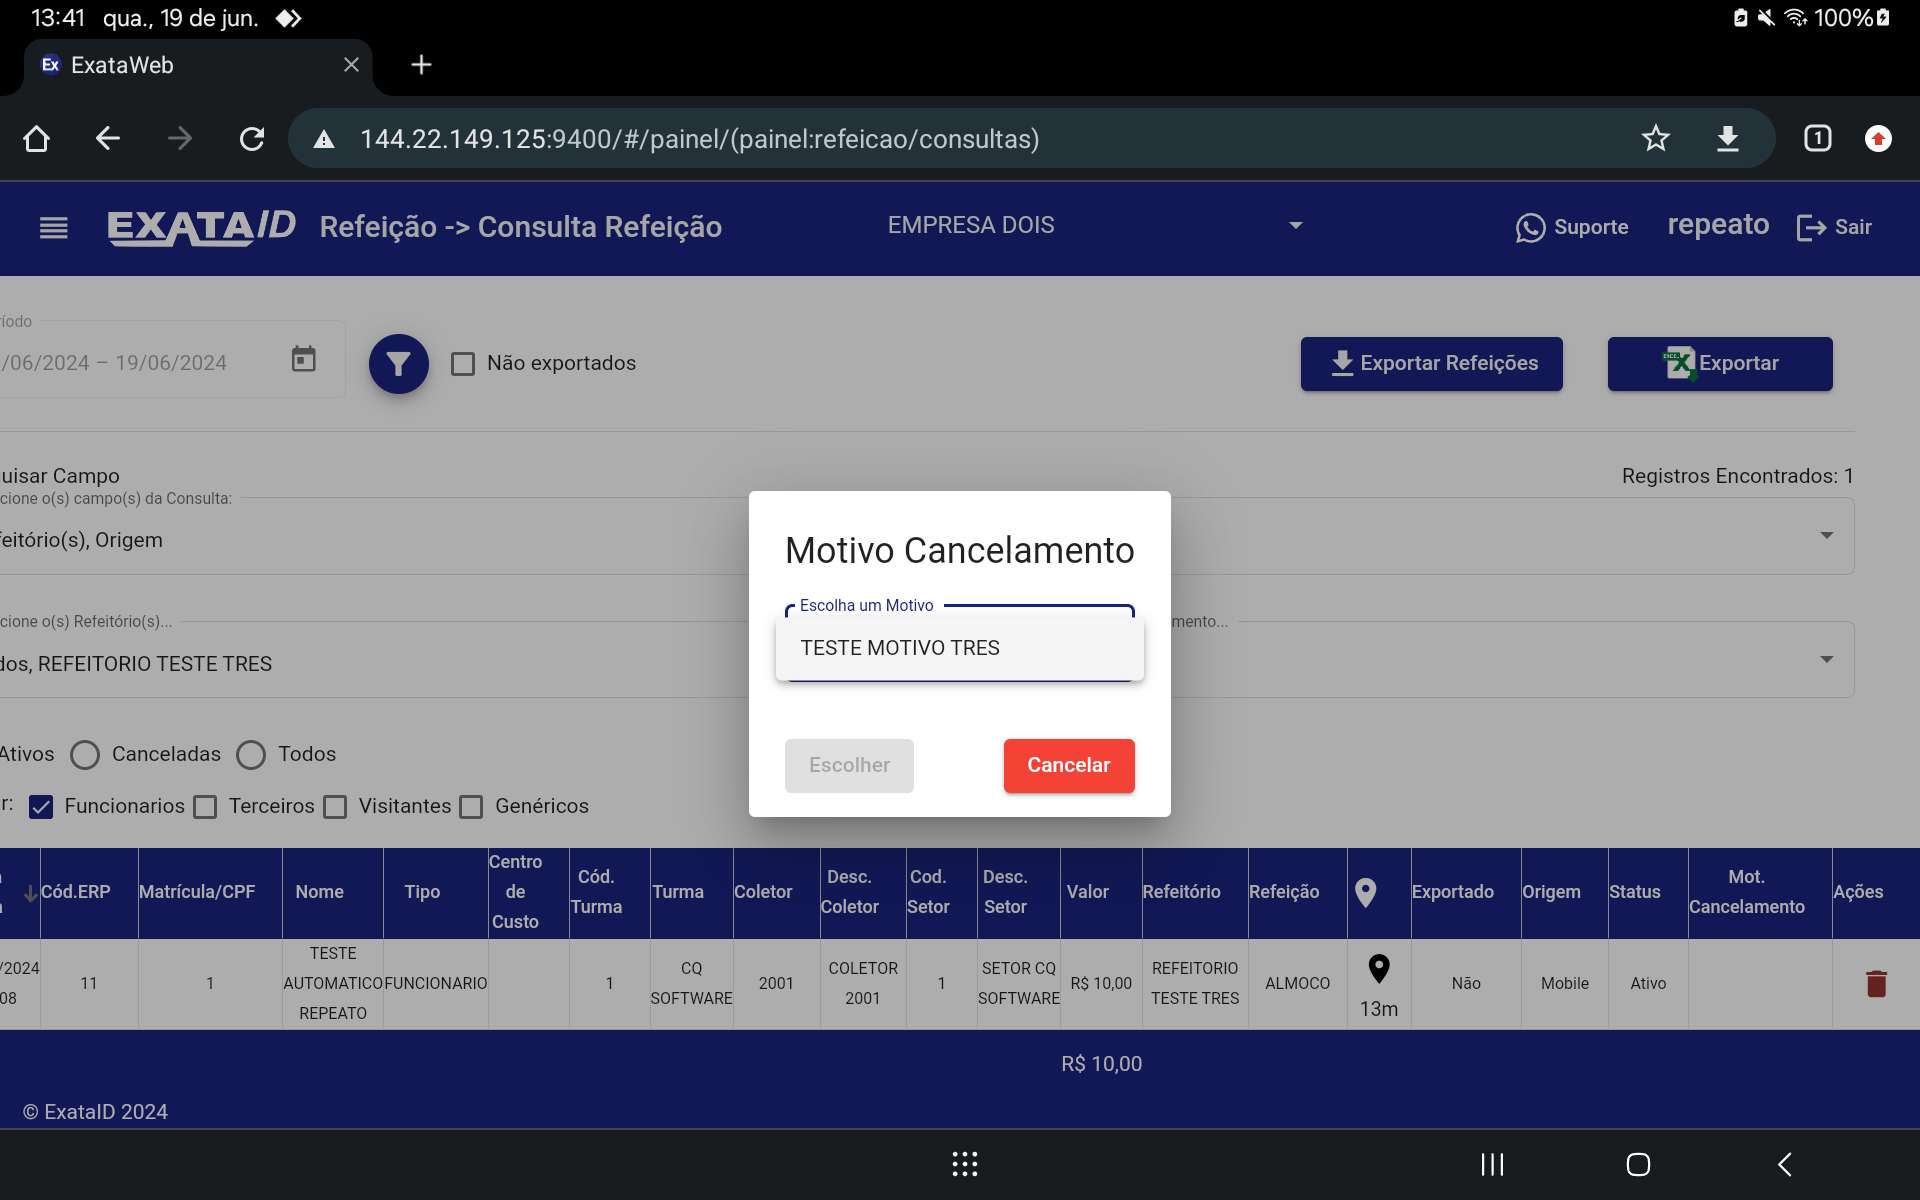 13:41 qua., 19 de jun. 100%
Ex ExataWeb
144.22.149.125:9400/#/painel/(painel:refeicao/consultas) 1
EXATAID Refeição -> Consulta Refeição EMPRESA DOIS Suporte repeato Sair
íodo
/06/2024 – 19/06/2024 Não exportados Exportar Refeições Exportar
uisar Campo Registros Encontrados: 1
cione o(s) campo(s) da Consulta:
eitório(s), Origem
Motivo Cancelamento
Escolha um Motivo
cione o(s) Refeitório(s)... mento...
TESTE MOTIVO TRES
dos, REFEITORIO TESTE TRES
Ativos Canceladas Todos
Escolher Cancelar
r: Funcionarios Terceiros Visitantes Genéricos
Cód.ERP Matrícula/CPF Nome Tipo Centro de Custo Cód. Turma Turma Coletor Desc. Coletor Cod. Setor Desc. Setor Valor Refeitório Refeição Exportado Origem Status Mot. Cancelamento Ações
/2024 08 11 1 TESTE AUTOMATICO REPEATO FUNCIONARIO 1 CQ SOFTWARE 2001 COLETOR 2001 1 SETOR CQ SOFTWARE R$ 10,00 REFEITORIO TESTE TRES ALMOCO 13m Não Mobile Ativo
R$ 10,00
© ExataID 2024